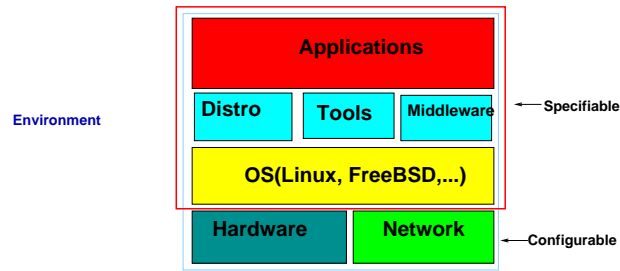 Applications
Distro
Tools
Middleware
Specifiable
Environment
OS(Linux, FreeBSD,...)
Hardware
Network
Configurable